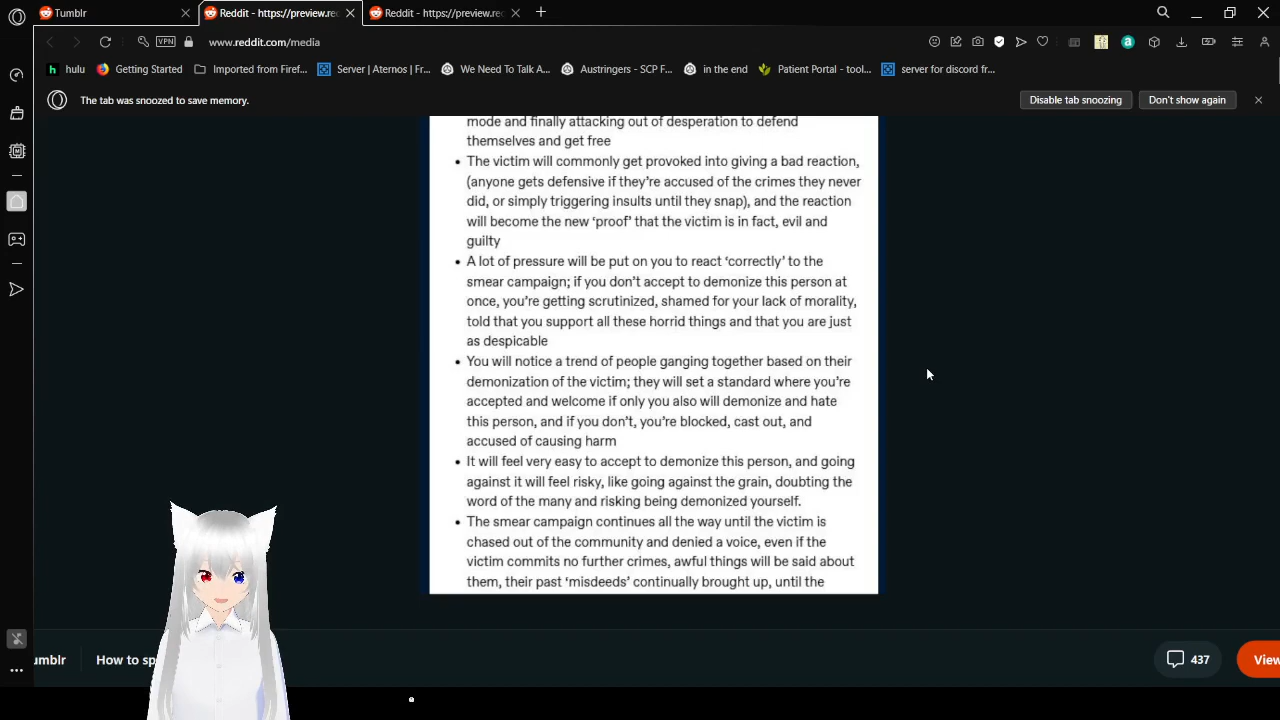 Tumblr
Reddit - https://preview.rec
Reddit - https://preview.rec
VPN
www.reddit.com/media
hulu
Getting Started
Imported from Firef...
Server | Aternos | Fr...
We Need To Talk A...
Austringers - SCP F...
in the end
Patient Portal - tool...
server for discord fr...
The tab was snoozed to save memory.
Disable tab snoozing
Don't show again
mode and finally attacking out of desperation to defend
themselves and get free
• The victim will commonly get provoked into giving a bad reaction,
(anyone gets defensive if they're accused of the crimes they never
did, or simply triggering insults until they snap), and the reaction
will become the new 'proof' that the victim is in fact, evil and
guilty
• A lot of pressure will be put on you to react 'correctly' to the
smear campaign; if you don't accept to demonize this person at
once, you're getting scrutinized, shamed for your lack of morality,
told that you support all these horrid things and that you are just
as despicable
• You will notice a trend of people ganging together based on their
demonization of the victim; they will set a standard where you're
accepted and welcome if only you also will demonize and hate
this person, and if you don't, you're blocked, cast out, and
accused of causing harm
• It will feel very easy to accept to demonize this person, and going
against it will feel risky, like going against the grain, doubting the
word of the many and risking being demonized yourself.
• The smear campaign continues all the way until the victim is
chased out of the community and denied a voice, even if the
victim commits no further crimes, awful things will be said about
them, their past 'misdeeds' continually brought up, until the
umblr
How to sp
437
View